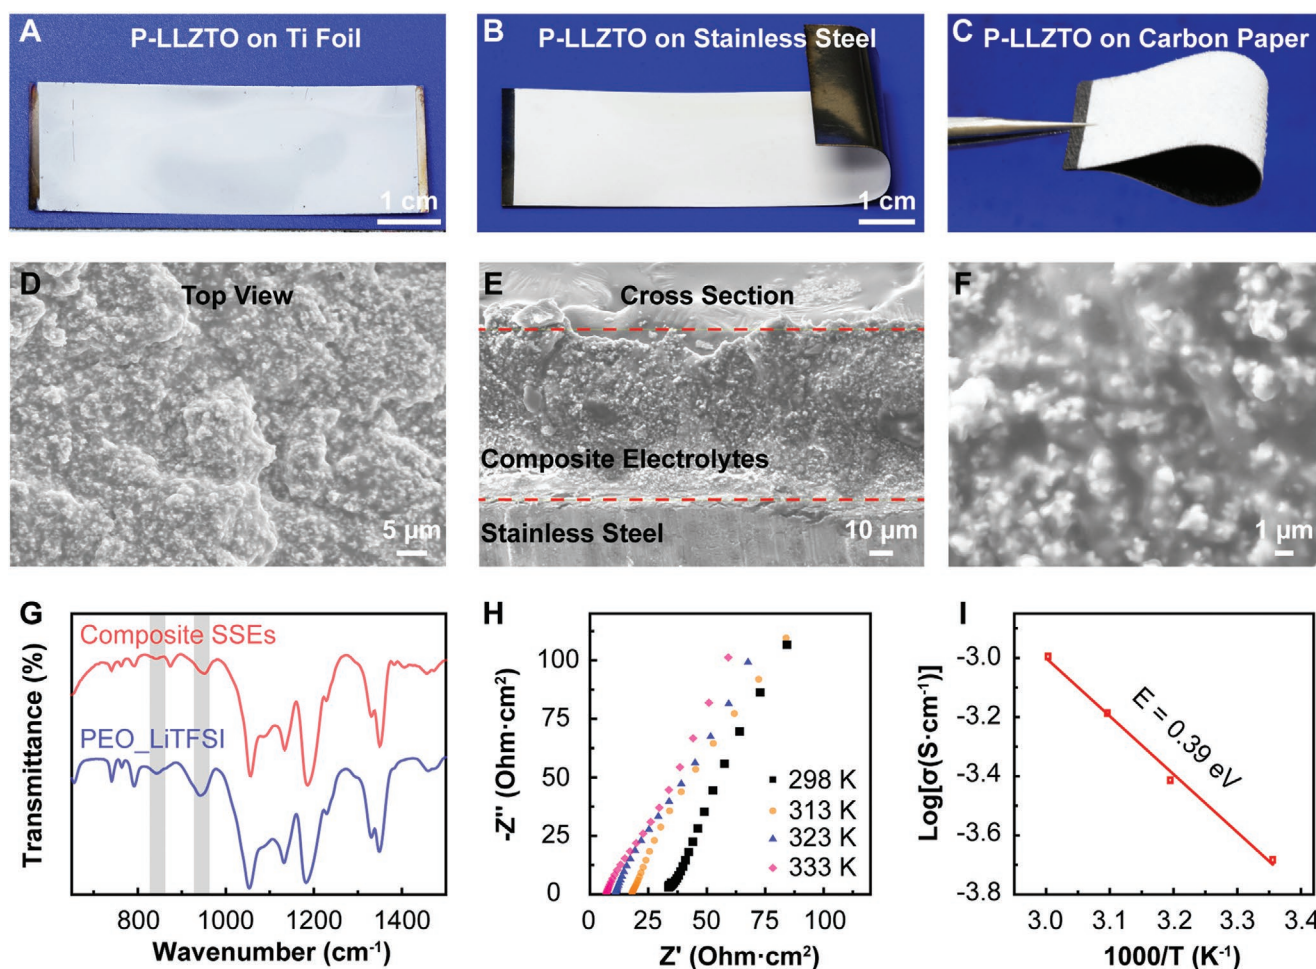 A
P-LLZTO on Ti Foil
1 cm
B
P-LLZTO on Stainless Steel
1 cm
C
P-LLZTO on Carbon Paper
D
Top View
5 μm
E
Cross Section
Composite Electrolytes
Stainless Steel
10 μm
F
1 μm
G
Composite SSEs
PEO_LiTFSI
Transmittance (%)
800 1000 1200 1400
Wavenumber (cm⁻¹)
H
100
75
50
25
0
-Z'' (Ohm·cm²)
298 K
313 K
323 K
333 K
0 25 50 75 100
Z' (Ohm·cm²)
I
-3.0
-3.2
-3.4
-3.6
-3.8
Log[σ(S·cm⁻¹)]
E = 0.39 eV
3.0 3.1 3.2 3.3 3.4
1000/T (K⁻¹)